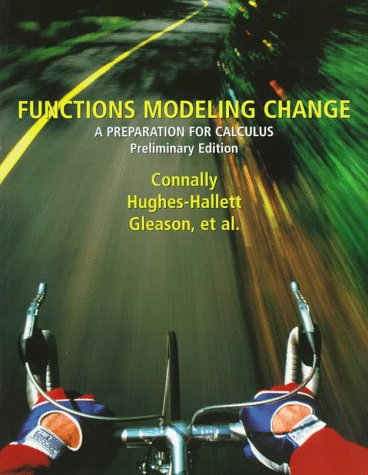 FUNCTIONS MODELING CHANGE
A PREPARATION FOR CALCULUS
Preliminary Edition
Connally
Hughes-Hallett
Gleason, et al.